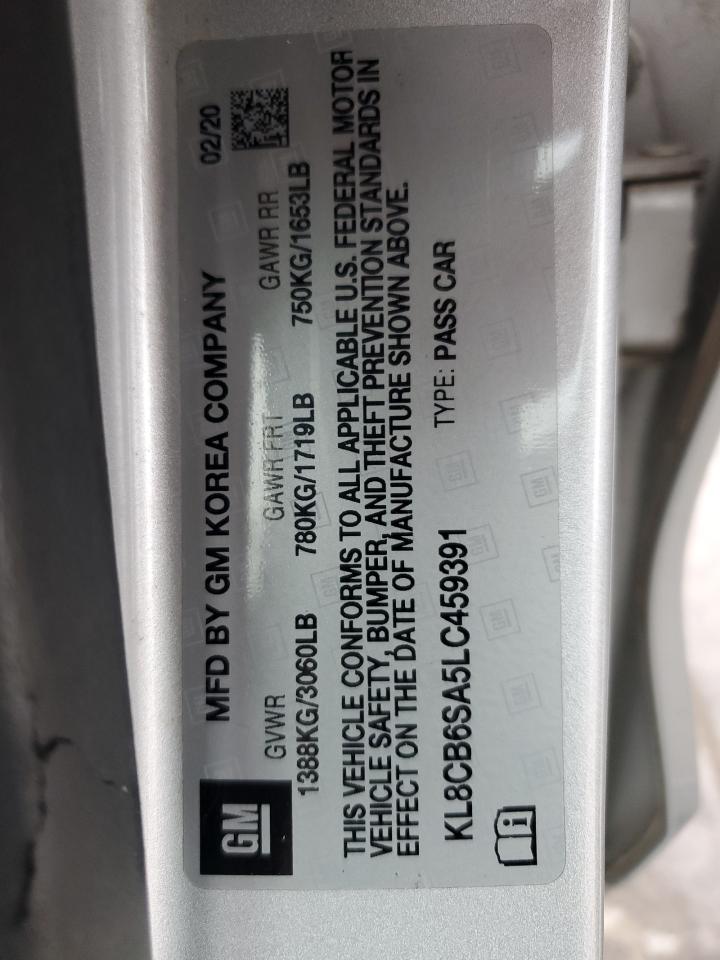 GM
MFD BY GM KOREA COMPANY 02/20
GVWR GAWR FRT GAWR RR
1388KG/3060LB 780KG/1719LB 750KG/1653LB
THIS VEHICLE CONFORMS TO ALL APPLICABLE U.S. FEDERAL MOTOR
VEHICLE SAFETY, BUMPER, AND THEFT PREVENTION STANDARDS IN
EFFECT ON THE DATE OF MANUFACTURE SHOWN ABOVE.
KL8CB6SA5LC459391 TYPE: PASS CAR